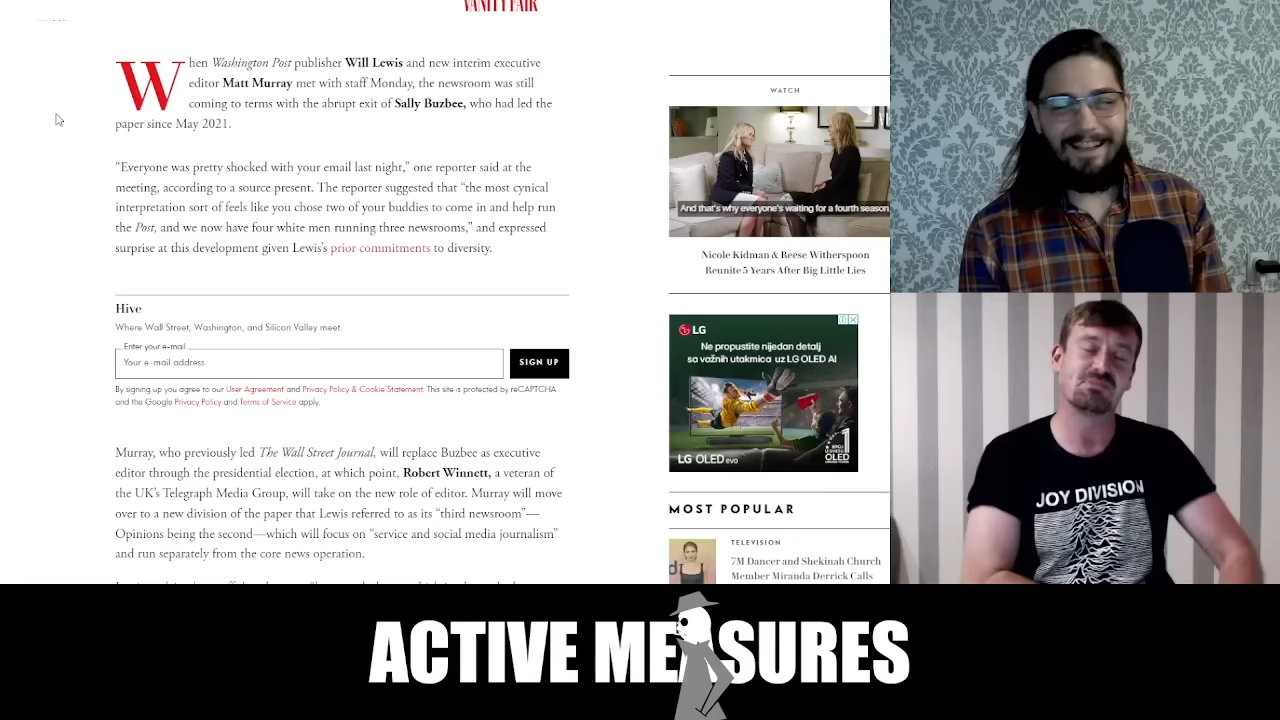 VANITY FAIR
When Washington Post publisher Will Lewis and new interim executive
editor Matt Murray met with staff Monday, the newsroom was still
coming to terms with the abrupt exit of Sally Buzbee, who had led the
paper since May 2021.
“Everyone was pretty shocked with your email last night,” one reporter said at the
meeting, according to a source present. The reporter suggested that “the most cynical
interpretation sort of feels like you chose two of your buddies to come in and help run
the Post, and we now have four white men running three newsrooms,” and expressed
surprise at this development given Lewis’s prior commitments to diversity.
Hive
Where Wall Street, Washington, and Silicon Valley meet.
Enter your e-mail
Your e-mail address
SIGN UP
By signing up you agree to our User Agreement and Privacy Policy & Cookie Statement. This site is protected by reCAPTCHA
and the Google Privacy Policy and Terms of Service apply.
Murray, who previously led The Wall Street Journal, will replace Buzbee as executive
editor through the presidential election, at which point, Robert Winnett, a veteran of
the UK’s Telegraph Media Group, will take on the new role of editor. Murray will move
over to a new division of the paper that Lewis referred to as its “third newsroom”—
Opinions being the second—which will focus on “service and social media journalism”
and run separately from the core news operation.
WATCH
And that's why everyone's waiting for a fourth season.
Nicole Kidman & Reese Witherspoon
Reunite 5 Years After Big Little Lies
LG
Ne propustite nijedan detalj
sa važnih utakmica uz LG OLED AI
LG OLED evo
OLED
MOST POPULAR
TELEVISION
7M Dancer and Shekinah Church
Member Miranda Derrick Calls
JOY DIVISION
ACTIVE MEASURES